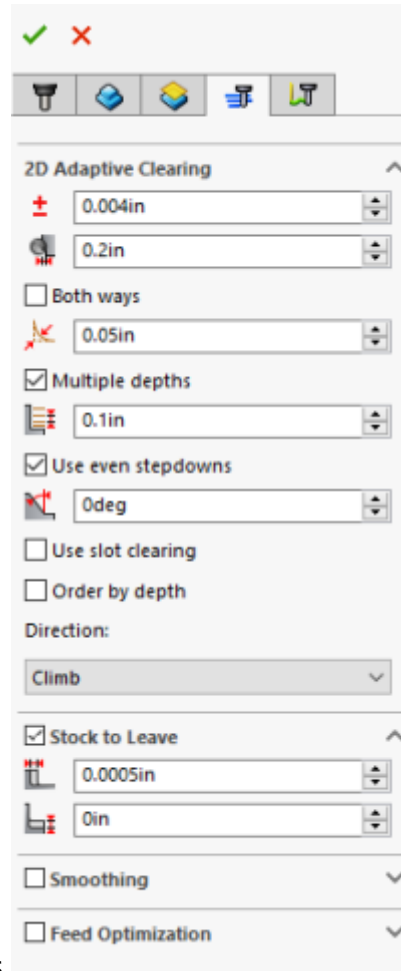 2D Adaptive Clearing
0.004in
0.2in
Both ways
0.05in
Multiple depths
0.1in
Use even stepdowns
0deg
Use slot clearing
Order by depth
Direction:
Climb
Stock to Leave
0.0005in
0in
Smoothing
Feed Optimization
: